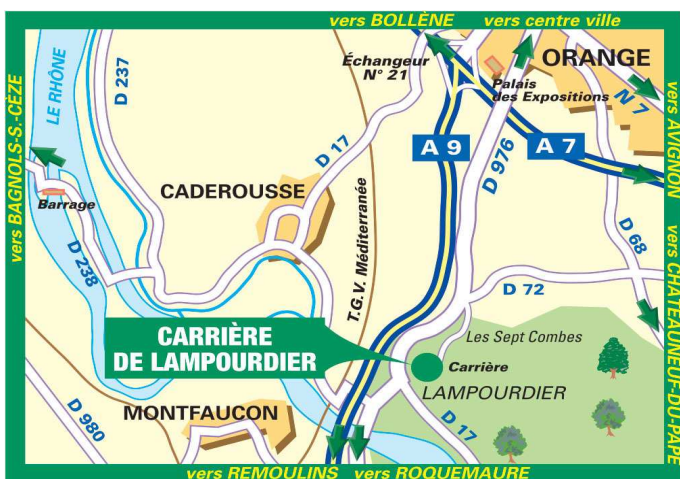 vers BOLLÈNE
vers centre ville
D 237
LE RHÔNE
Échangeur
N° 21
ORANGE
Palais
des Expositions
N 7
vers BAGNOLS-S.-CÈZE
D 17
A 9
A 7
D 976
vers AVIGNON
CADEROUSSE
Barrage
T.G.V. Méditerranée
D 68
D 238
D 72
vers CHATEAUNEUF-DU-PAPE
CARRIÈRE
DE LAMPOURDIER
Les Sept Combes
Carrière
LAMPOURDIER
MONTFAUCON
D 980
D 17
vers REMOULINS
vers ROQUEMAURE